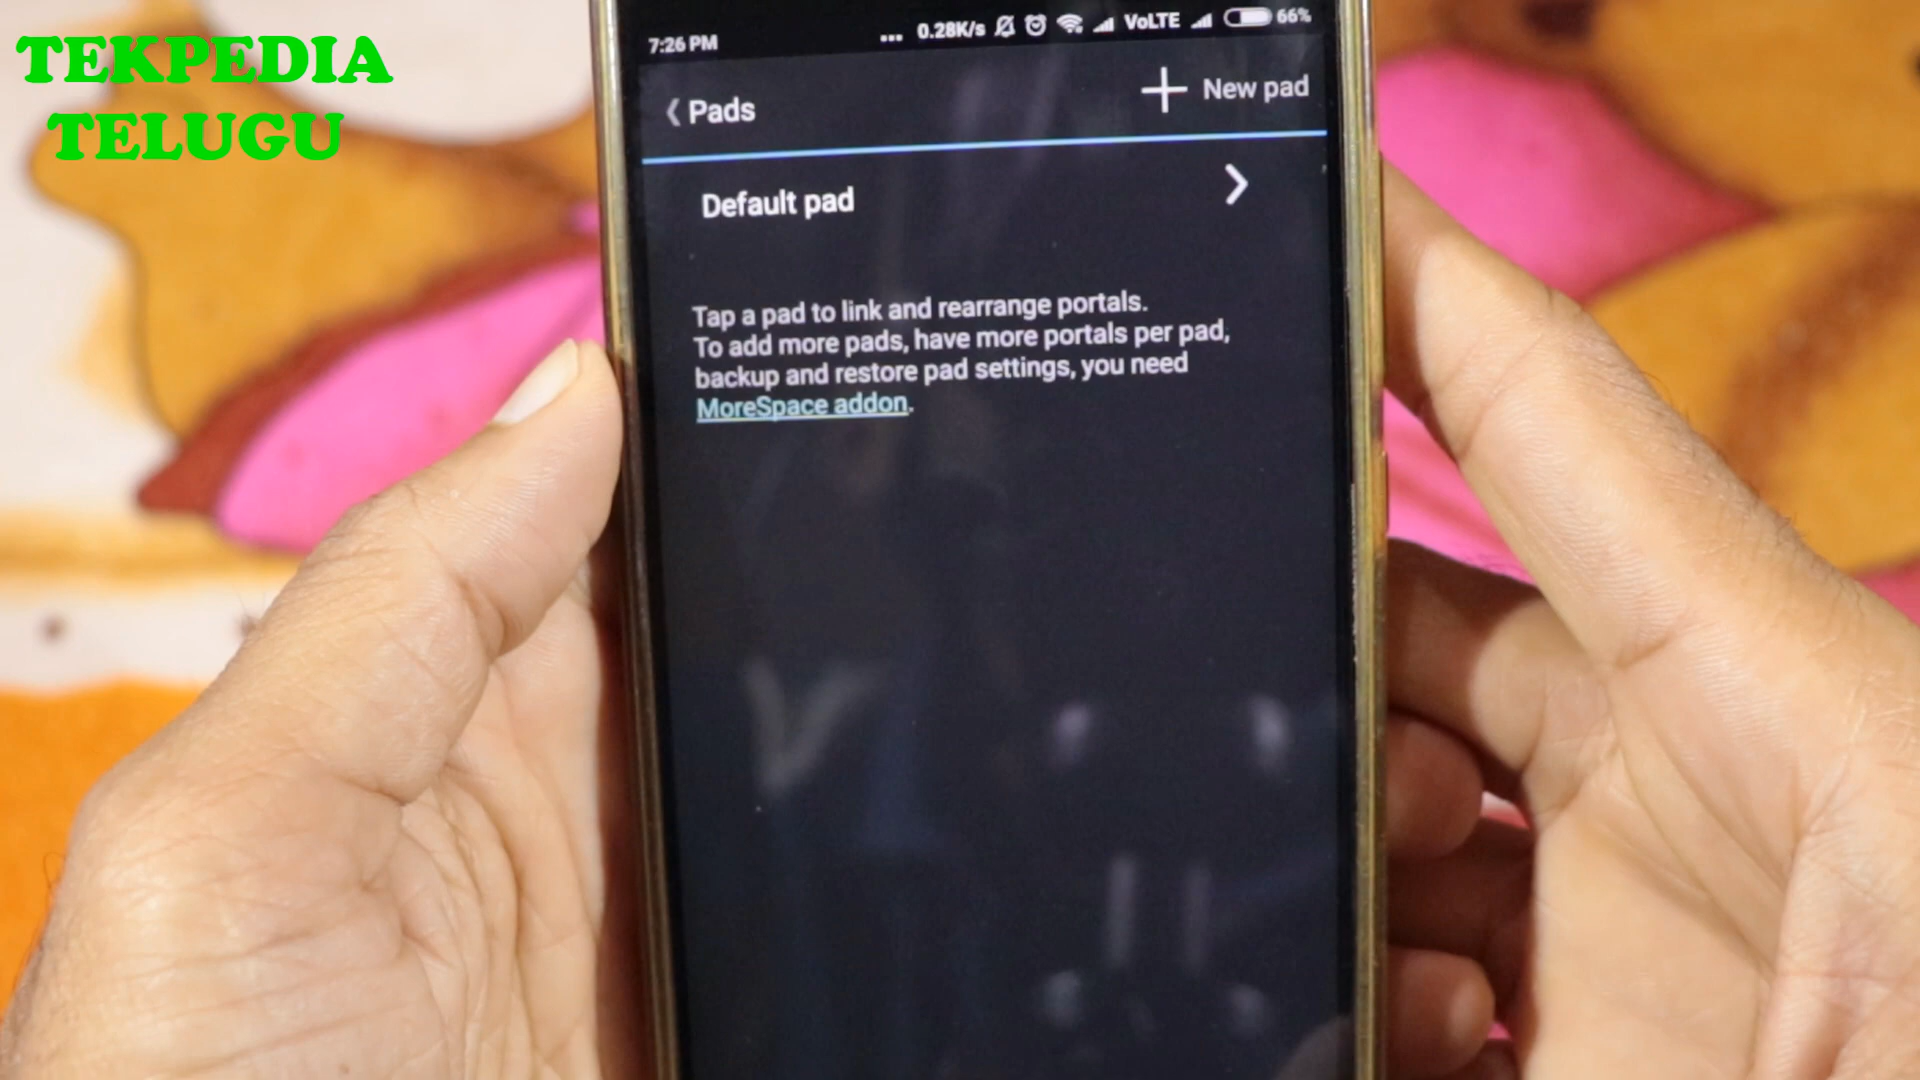 TEKPEDIA
TELUGU
7:26 PM ... 0.28K/s VoLTE 66%
Pads
New pad
Default pad
Tap a pad to link and rearrange portals.
To add more pads, have more portals per pad,
backup and restore pad settings, you need
MoreSpace addon.